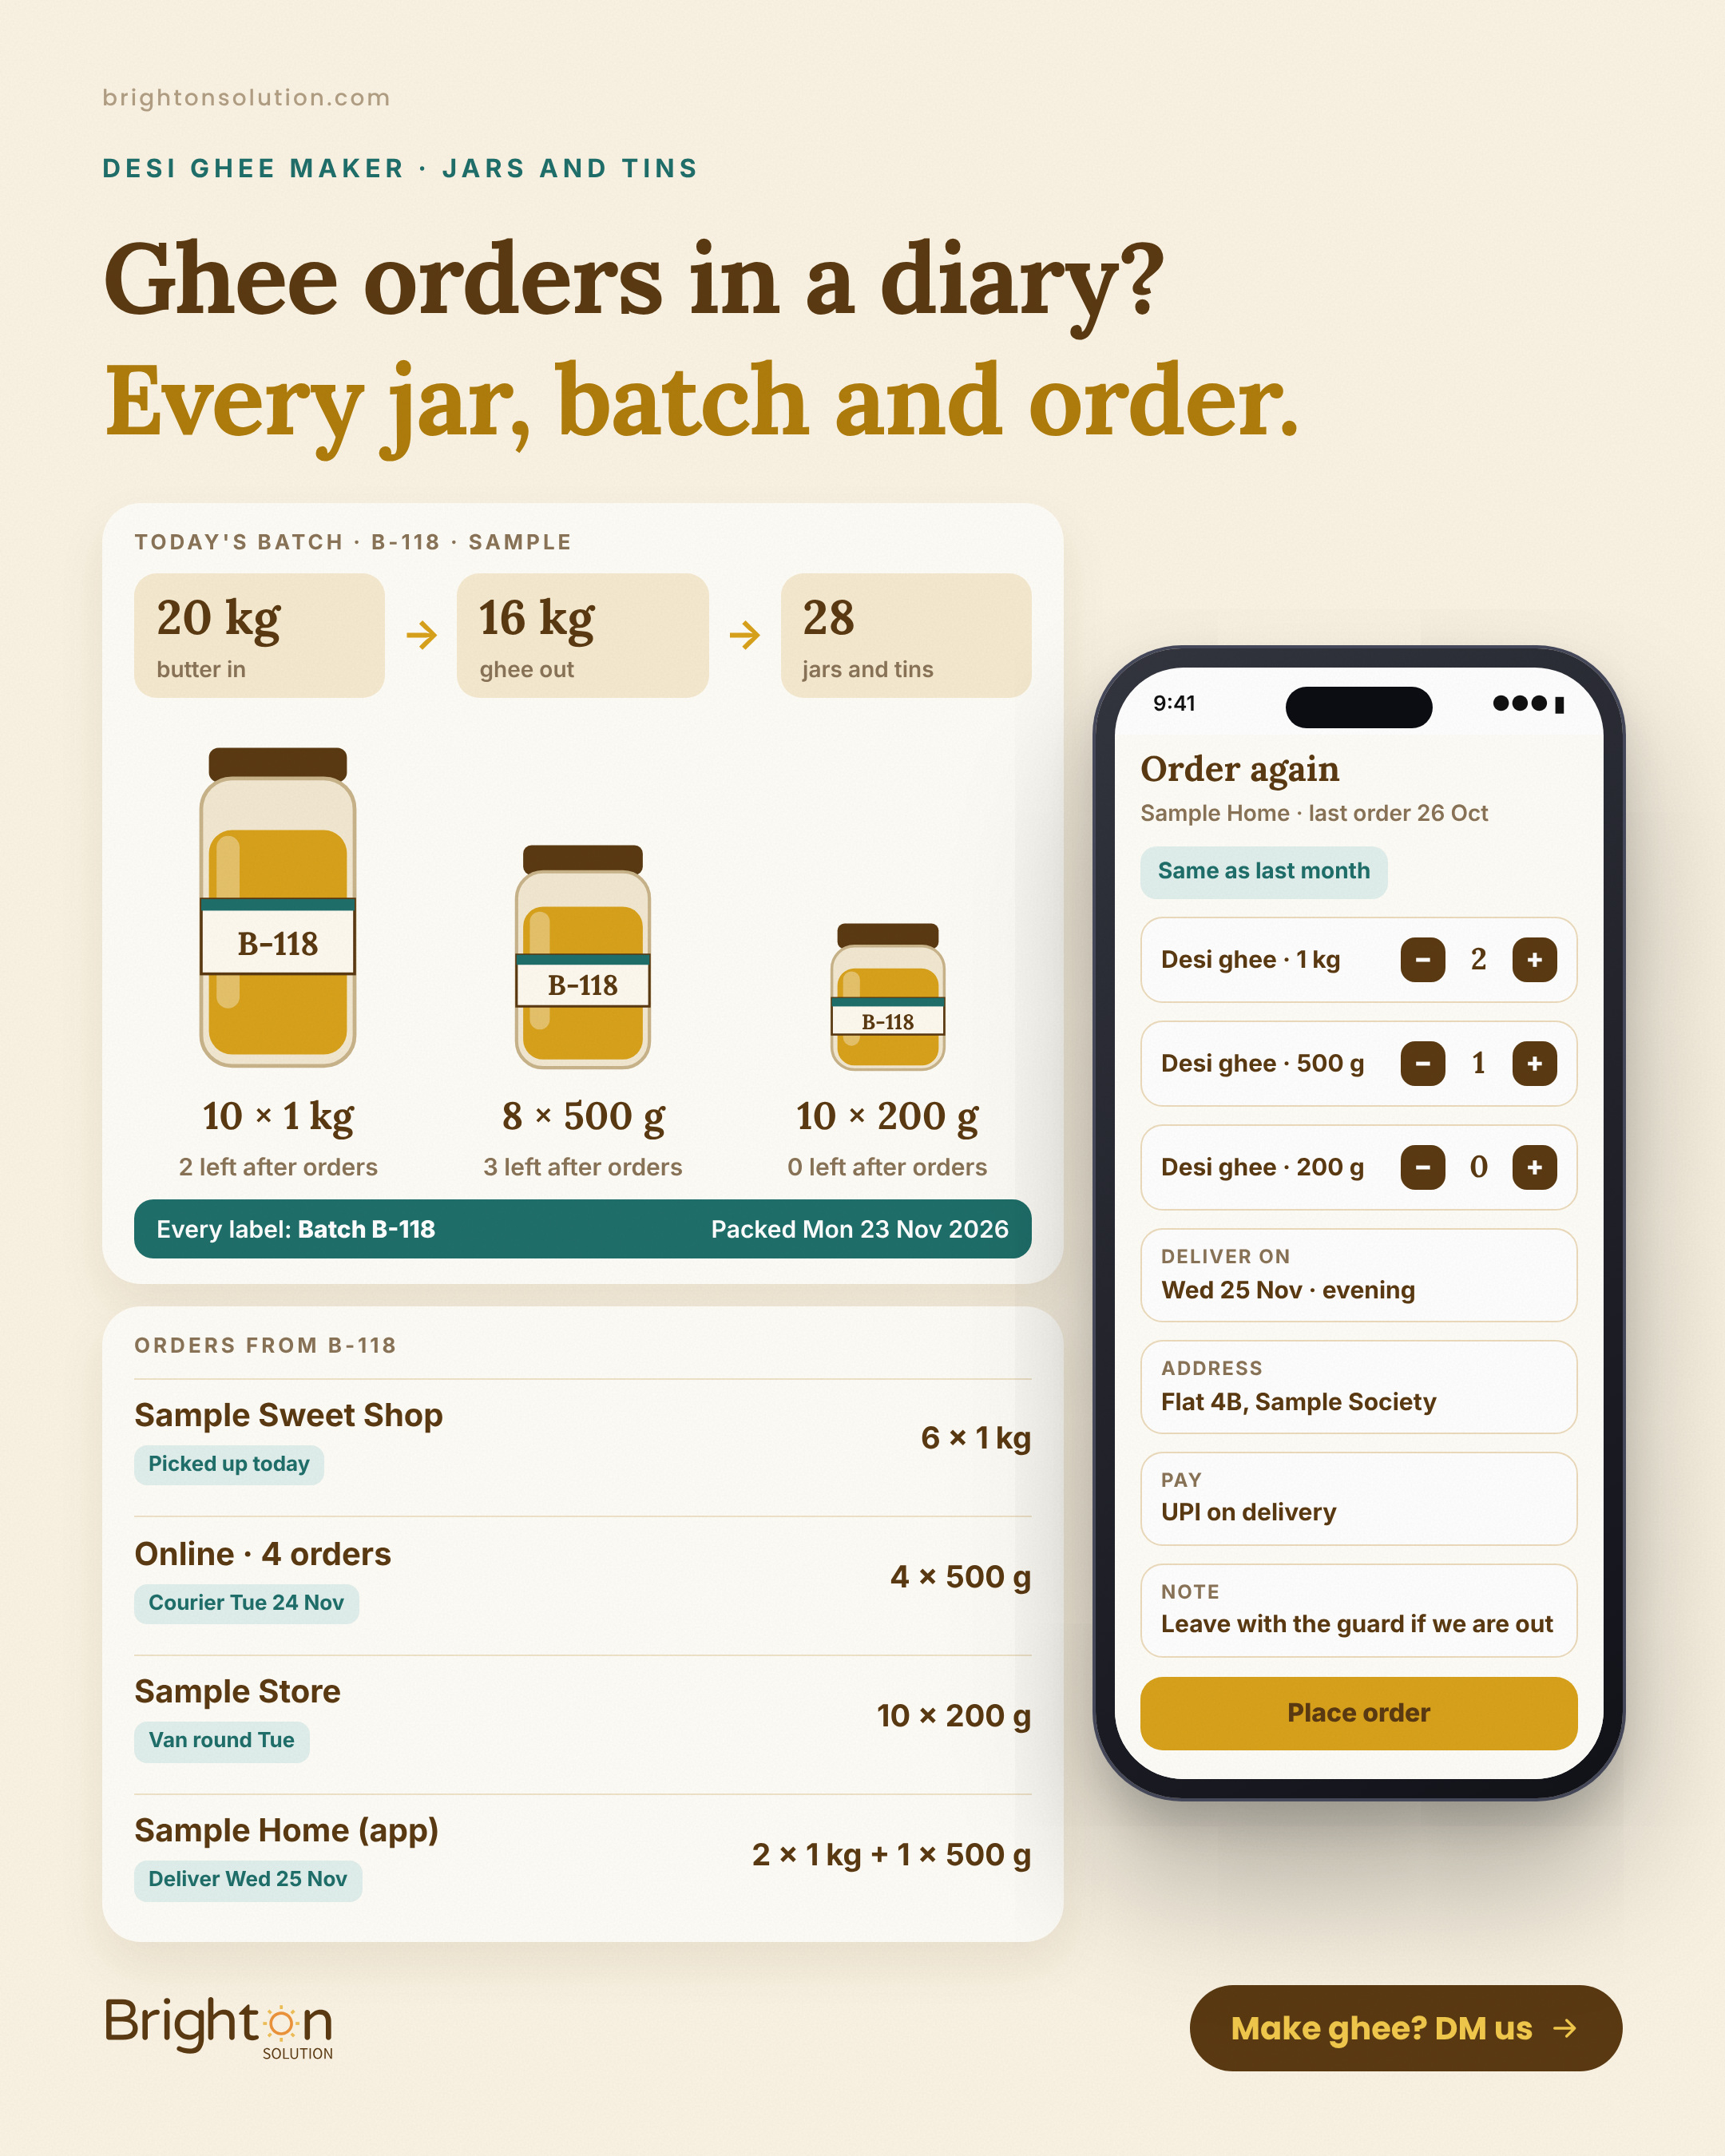 brightonsolution.com
DESI GHEE MAKER · JARS AND TINS
Ghee orders in a diary?
Every jar, batch and order.
TODAY'S BATCH · B-118 · SAMPLE
20 kg
butter in
→
16 kg
ghee out
→
28
jars and tins
B-118
B-118
B-118
10 × 1 kg
2 left after orders
8 × 500 g
3 left after orders
10 × 200 g
0 left after orders
Every label: Batch B-118
Packed Mon 23 Nov 2026
ORDERS FROM B-118
Sample Sweet Shop
Picked up today
6 × 1 kg
Online · 4 orders
Courier Tue 24 Nov
4 × 500 g
Sample Store
Van round Tue
10 × 200 g
Sample Home (app)
Deliver Wed 25 Nov
2 × 1 kg + 1 × 500 g
9:41
Order again
Sample Home · last order 26 Oct
Same as last month
Desi ghee · 1 kg − 2 +
Desi ghee · 500 g − 1 +
Desi ghee · 200 g − 0 +
DELIVER ON
Wed 25 Nov · evening
ADDRESS
Flat 4B, Sample Society
PAY
UPI on delivery
NOTE
Leave with the guard if we are out
Place order
Brighton
SOLUTION
Make ghee? DM us →